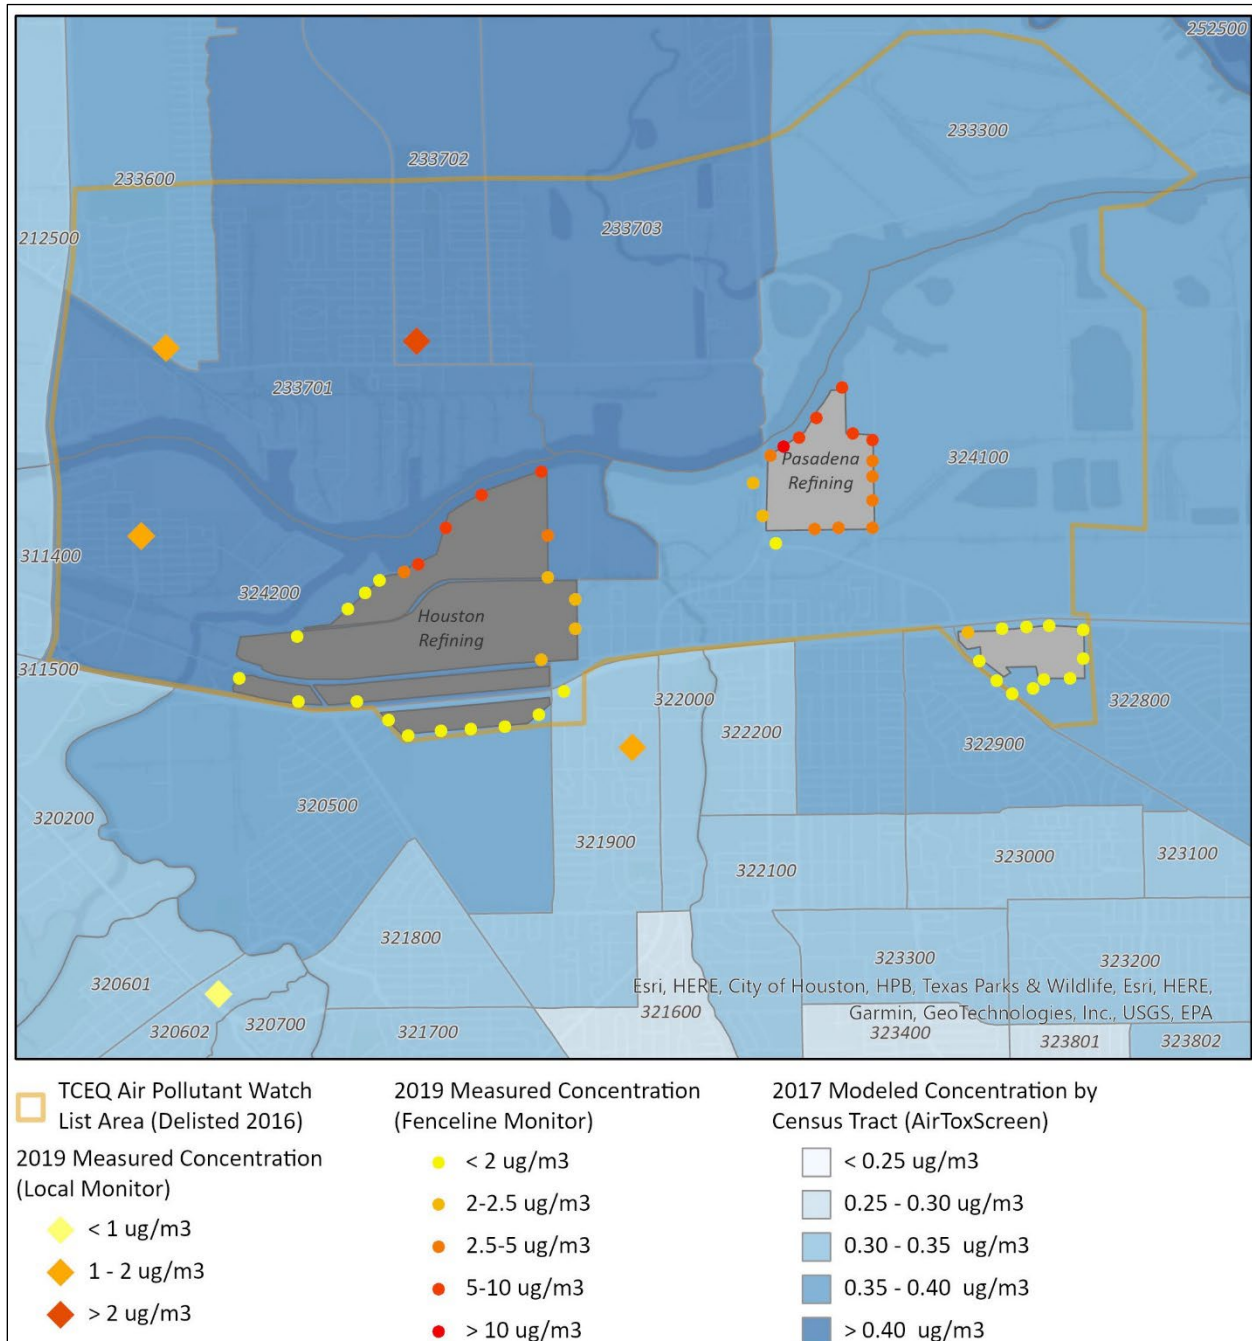 252500
233300
233702
233600
233703
212500
233701
Pasadena
Refining
324100
311400
324200
Houston
Refining
311500
322000
322200
322800
322900
320500
320200
321900
322100
323000
323100
321800
323300
323200
320601
Esri, HERE, City of Houston, HPB, Texas Parks & Wildlife, Esri, HERE,
Garmin, GeoTechnologies, Inc., USGS, EPA
321600
320602
320700
321700
323400
323801
323802
TCEQ Air Pollutant Watch
List Area (Delisted 2016)
2019 Measured Concentration
(Local Monitor)
< 1 ug/m3
1 - 2 ug/m3
> 2 ug/m3
2019 Measured Concentration
(Fenceline Monitor)
< 2 ug/m3
2-2.5 ug/m3
2.5-5 ug/m3
5-10 ug/m3
> 10 ug/m3
2017 Modeled Concentration by
Census Tract (AirToxScreen)
< 0.25 ug/m3
0.25 - 0.30 ug/m3
0.30 - 0.35 ug/m3
0.35 - 0.40 ug/m3
> 0.40 ug/m3